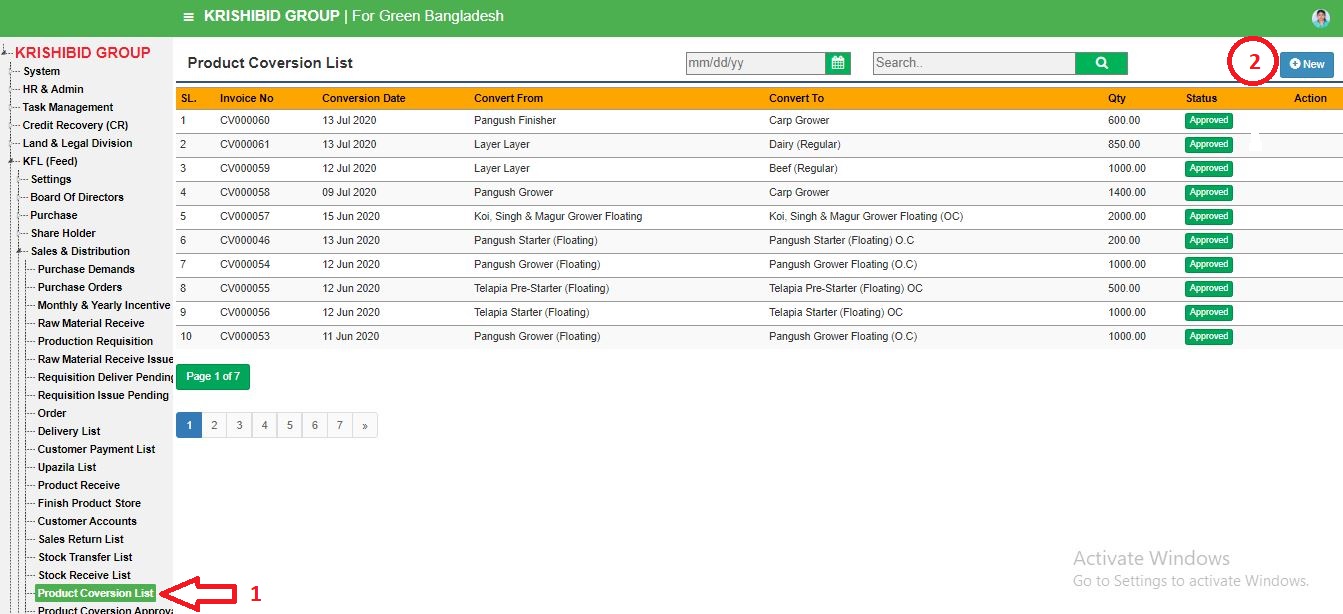 ≡ KRISHIBID GROUP | For Green Bangladesh
KRISHIBID GROUP
System
HR & Admin
Task Management
Credit Recovery (CR)
Land & Legal Division
KFL (Feed)
Settings
Board Of Directors
Purchase
Share Holder
Sales & Distribution
Purchase Demands
Purchase Orders
Monthly & Yearly Incentive
Raw Material Receive
Production Requisition
Raw Material Receive Issue
Requisition Deliver Pending
Requisition Issue Pending
Order
Delivery List
Customer Payment List
Upazila List
Product Receive
Finish Product Store
Customer Accounts
Sales Return List
Stock Transfer List
Stock Receive List
Product Coversion List 1
Product Coversion Approva
Product Coversion List mm/dd/yy Search.. 2 New
SL. Invoice No Conversion Date Convert From Convert To Qty Status Action
1 CV000060 13 Jul 2020 Pangush Finisher Carp Grower 600.00 Approved
2 CV000061 13 Jul 2020 Layer Layer Dairy (Regular) 850.00 Approved
3 CV000059 12 Jul 2020 Layer Layer Beef (Regular) 1000.00 Approved
4 CV000058 09 Jul 2020 Pangush Grower Carp Grower 1400.00 Approved
5 CV000057 15 Jun 2020 Koi, Singh & Magur Grower Floating Koi, Singh & Magur Grower Floating (OC) 2000.00 Approved
6 CV000046 13 Jun 2020 Pangush Starter (Floating) Pangush Starter (Floating) O.C 200.00 Approved
7 CV000054 12 Jun 2020 Pangush Grower (Floating) Pangush Grower Floating (O.C) 1000.00 Approved
8 CV000055 12 Jun 2020 Telapia Pre-Starter (Floating) Telapia Pre-Starter (Floating) OC 500.00 Approved
9 CV000056 12 Jun 2020 Telapia Starter (Floating) Telapia Starter (Floating) OC 1000.00 Approved
10 CV000053 11 Jun 2020 Pangush Grower (Floating) Pangush Grower Floating (O.C) 1000.00 Approved
Page 1 of 7
1 2 3 4 5 6 7 »
Activate Windows
Go to Settings to activate Windows.